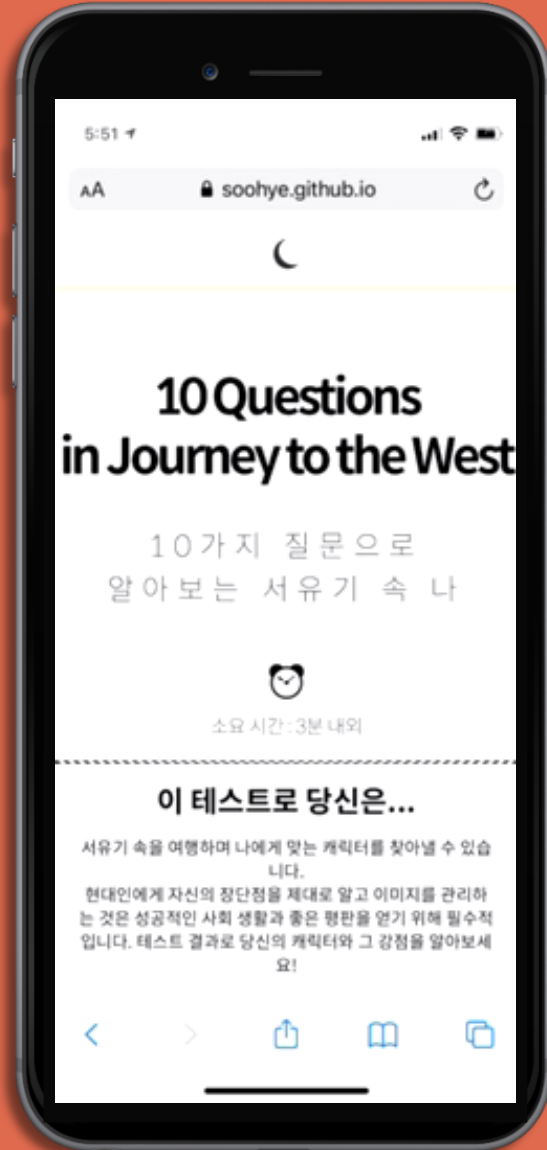 5:51
AA soohye.github.io
10 Questions
in Journey to the West
10가지 질문으로
알아보는 서유기 속 나
소요 시간 : 3분 내외
이 테스트로 당신은...
서유기 속을 여행하며 나에게 맞는 캐릭터를 찾아낼 수 있습
니다.
현대인에게 자신의 장단점을 제대로 알고 이미지를 관리하
는 것은 성공적인 사회 생활과 좋은 평판을 얻기 위해 필수적
입니다. 테스트 결과로 당신의 캐릭터와 그 강점을 알아보세
요!